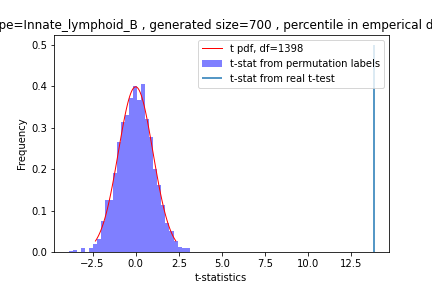 pe=Innate_lymphoid_B , generated size=700 , percentile in emperical d
0.5
0.4
0.3
0.2
0.1
0.0
Frequency
t pdf, df=1398
t-stat from permutation labels
t-stat from real t-test
−2.5 0.0 2.5 5.0 7.5 10.0 12.5
t-statistics